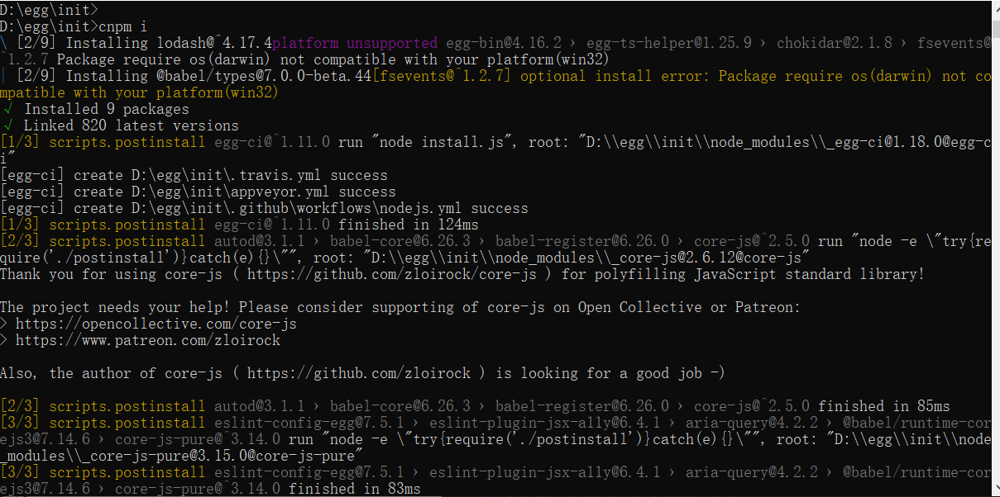 D:\egg\init>
D:\egg\init>cnpm i
\ [2/9] Installing lodash@^4.17.4platform unsupported egg-bin@4.16.2 › egg-ts-helper@1.25.9 › chokidar@2.1.8 › fsevents@
^1.2.7 Package require os(darwin) not compatible with your platform(win32)
| [2/9] Installing @babel/types@7.0.0-beta.44[fsevents@^1.2.7] optional install error: Package require os(darwin) not co
mpatible with your platform(win32)
√ Installed 9 packages
√ Linked 820 latest versions
[1/3] scripts.postinstall egg-ci@^1.11.0 run "node install.js", root: "D:\\egg\\init\\node_modules\\_egg-ci@1.18.0@egg-c
i"
[egg-ci] create D:\egg\init\.travis.yml success
[egg-ci] create D:\egg\init\appveyor.yml success
[egg-ci] create D:\egg\init\.github\workflows\nodejs.yml success
[1/3] scripts.postinstall egg-ci@^1.11.0 finished in 124ms
[2/3] scripts.postinstall autod@3.1.1 › babel-core@6.26.3 › babel-register@6.26.0 › core-js@^2.5.0 run "node -e \"try{re
quire('./postinstall')}catch(e){}\"", root: "D:\\egg\\init\\node_modules\\_core-js@2.6.12@core-js"
Thank you for using core-js ( https://github.com/zloirock/core-js ) for polyfilling JavaScript standard library!
The project needs your help! Please consider supporting of core-js on Open Collective or Patreon:
> https://opencollective.com/core-js
> https://www.patreon.com/zloirock
Also, the author of core-js ( https://github.com/zloirock ) is looking for a good job -)
[2/3] scripts.postinstall autod@3.1.1 › babel-core@6.26.3 › babel-register@6.26.0 › core-js@^2.5.0 finished in 85ms
[3/3] scripts.postinstall eslint-config-egg@7.5.1 › eslint-plugin-jsx-a11y@6.4.1 › aria-query@4.2.2 › @babel/runtime-cor
ejs3@7.14.6 › core-js-pure@^3.14.0 run "node -e \"try{require('./postinstall')}catch(e){}\"", root: "D:\\egg\\init\\node
_modules\\_core-js-pure@3.15.0@core-js-pure"
[3/3] scripts.postinstall eslint-config-egg@7.5.1 › eslint-plugin-jsx-a11y@6.4.1 › aria-query@4.2.2 › @babel/runtime-cor
ejs3@7.14.6 › core-js-pure@^3.14.0 finished in 83ms